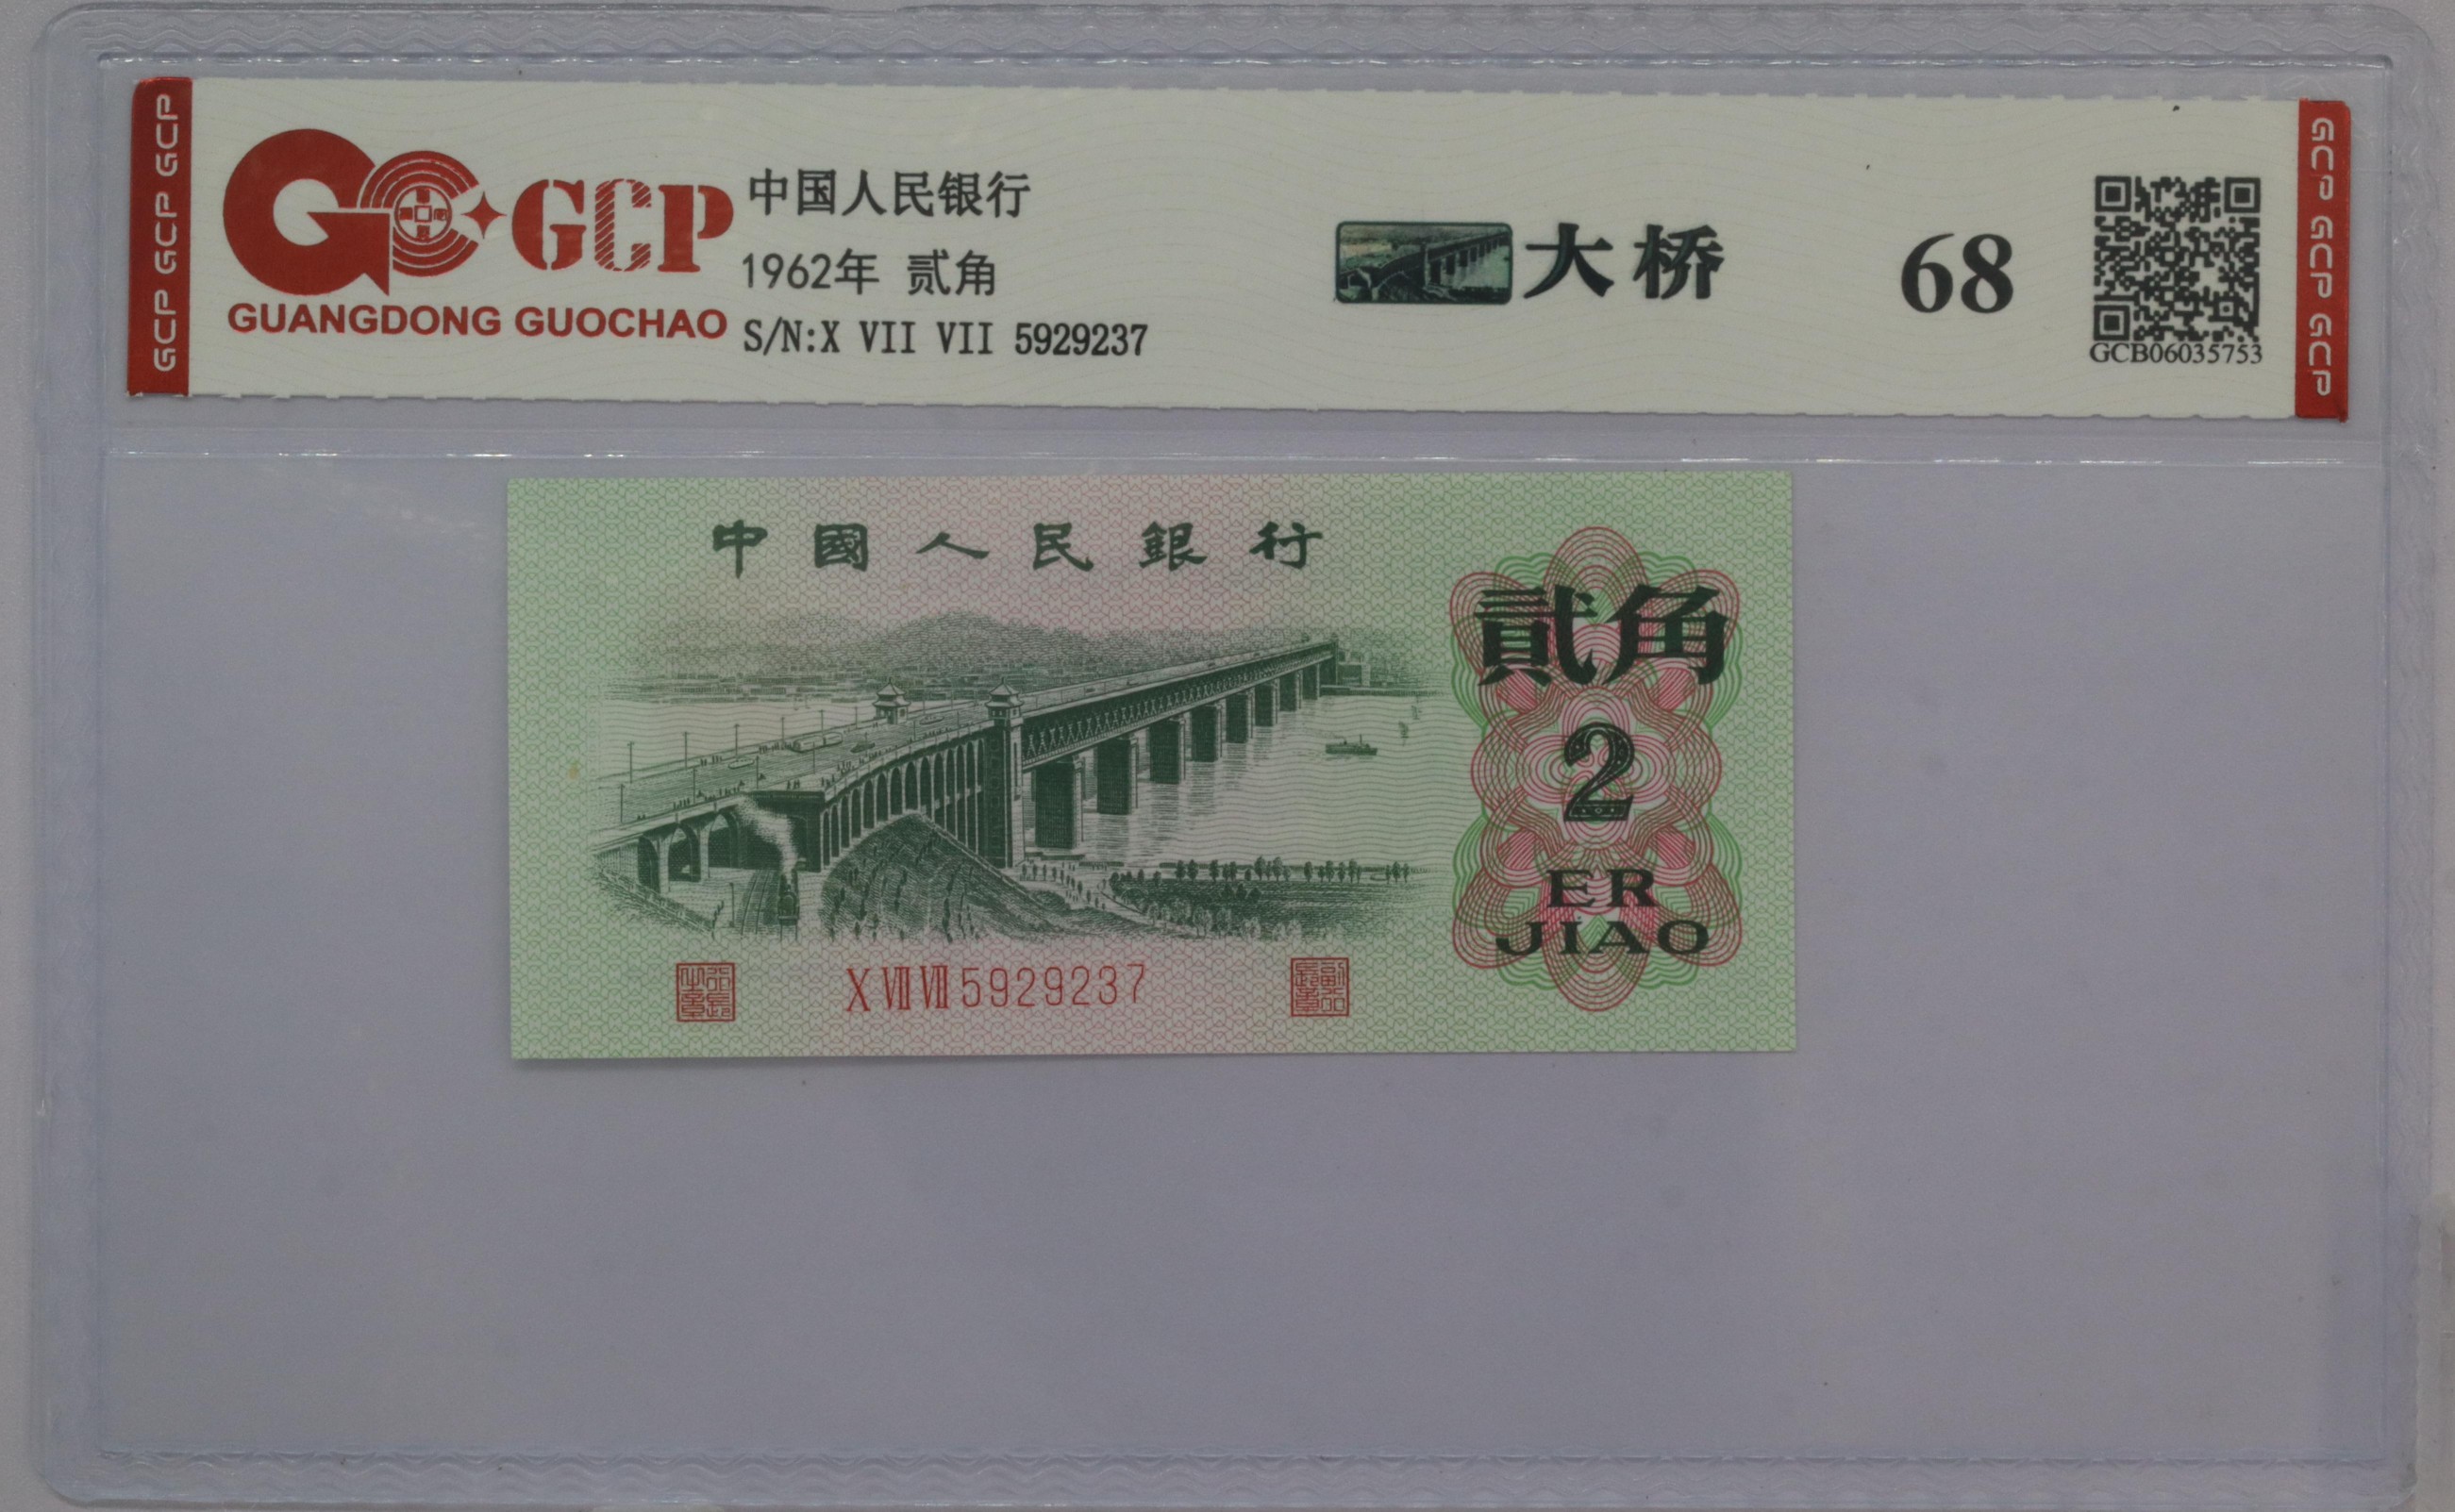 GCP GCP GCP
GCP
GUANGDONG GUOCHAO
中国人民银行
1962年 贰角
S/N:X VII VII 5929237
大桥
68
GCB06035753
GCP GCP GCP
中國人民銀行
貳角
2
ER
JIAO
X VII VII 5929237